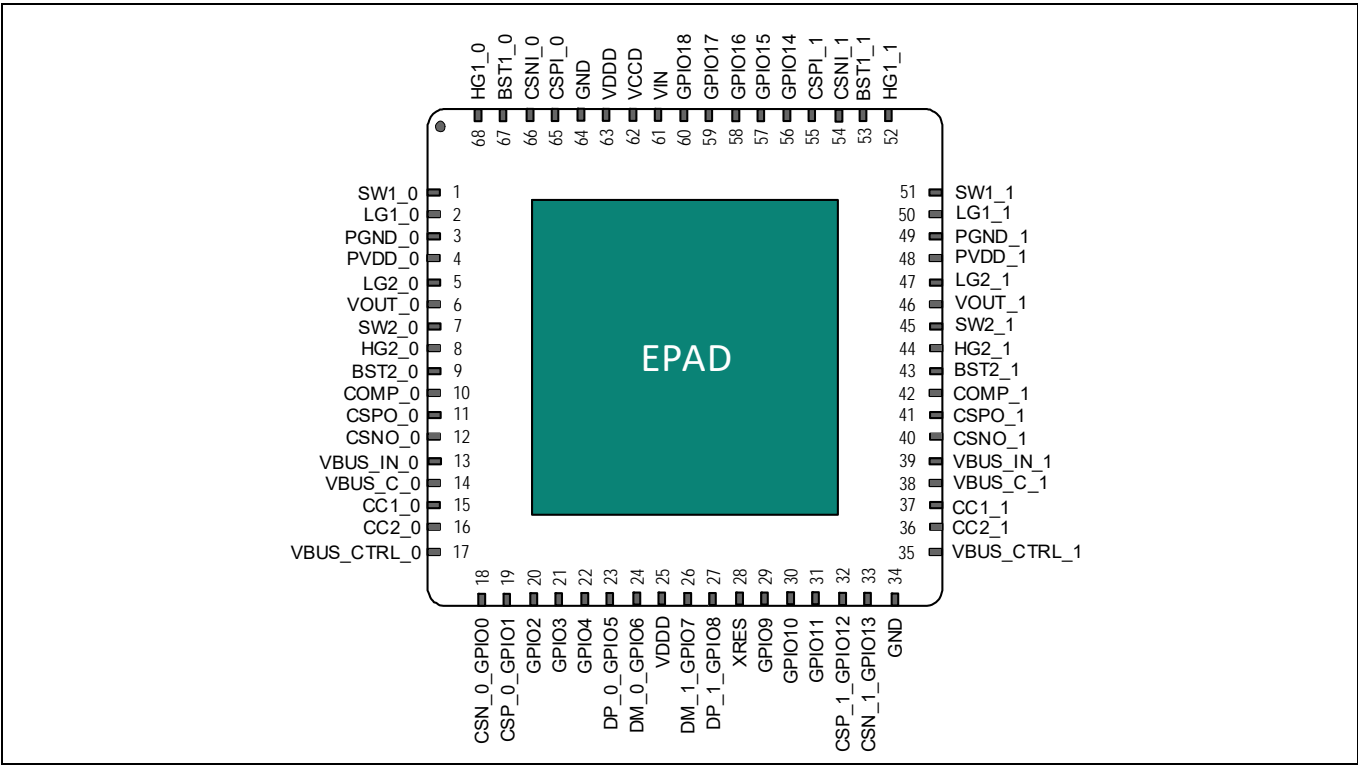 HG1_0
BST1_0
CSNI_0
CSPI_0
GND
VDDD
VCCD
VIN
GPIO18
GPIO17
GPIO16
GPIO15
GPIO14
CSPI_1
CSNI_1
BST1_1
HG1_1
68
67
66
65
64
63
62
61
60
59
58
57
56
55
54
53
52
SW1_0 1
LG1_0 2
PGND_0 3
PVDD_0 4
LG2_0 5
VOUT_0 6
SW2_0 7
HG2_0 8
BST2_0 9
COMP_0 10
CSPO_0 11
CSNO_0 12
VBUS_IN_0 13
VBUS_C_0 14
CC1_0 15
CC2_0 16
VBUS_CTRL_0 17
EPAD
51 SW1_1
50 LG1_1
49 PGND_1
48 PVDD_1
47 LG2_1
46 VOUT_1
45 SW2_1
44 HG2_1
43 BST2_1
42 COMP_1
41 CSPO_1
40 CSNO_1
39 VBUS_IN_1
38 VBUS_C_1
37 CC1_1
36 CC2_1
35 VBUS_CTRL_1
18
19
20
21
22
23
24
25
26
27
28
29
30
31
32
33
34
CSN_0_GPIO0
CSP_0_GPIO1
GPIO2
GPIO3
GPIO4
DP_0_GPIO5
DM_0_GPIO6
VDDD
DM_1_GPIO7
DP_1_GPIO8
XRES
GPIO9
GPIO10
GPIO11
CSP_1_GPIO12
CSN_1_GPIO13
GND